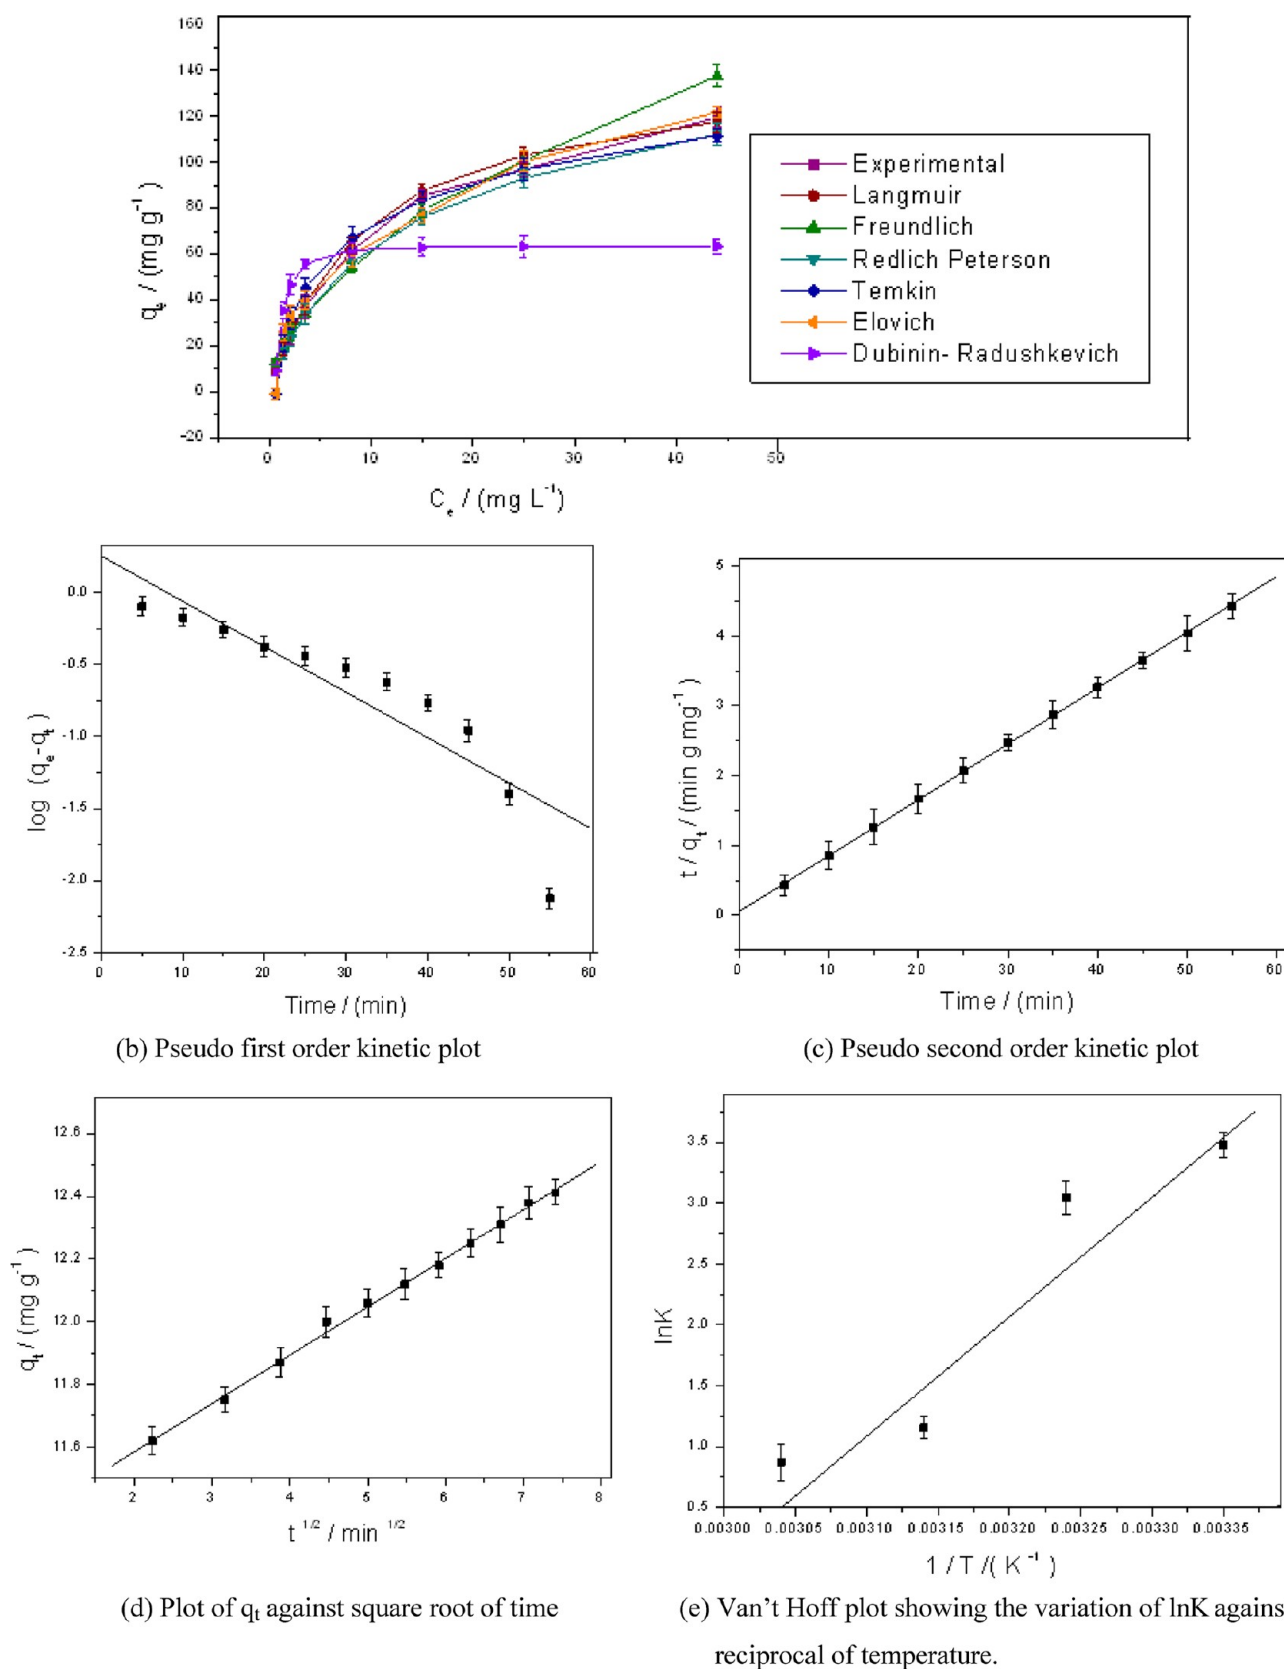 160
140
120
100
80
60
40
20
0
-20
qₑ / (mg g⁻¹)
0 10 20 30 40 50
Cₑ / (mg L⁻¹)
Experimental
Langmuir
Freundlich
Redlich Peterson
Temkin
Elovich
Dubinin- Radushkevich
0.0
-0.5
-1.0
-1.5
-2.0
-2.5
log (qₑ-qₜ)
0 10 20 30 40 50 60
Time / (min)
(b) Pseudo first order kinetic plot
5
4
3
2
1
0
t / qₜ / (min g mg⁻¹)
0 10 20 30 40 50 60
Time / (min)
(c) Pseudo second order kinetic plot
12.6
12.4
12.2
12.0
11.8
11.6
qₜ / (mg g⁻¹)
2 3 4 5 6 7 8
t ^1/2 / min ^1/2
(d) Plot of qₜ against square root of time
3.5
3.0
2.5
2.0
1.5
1.0
0.5
lnK
0.00300 0.00305 0.00310 0.00315 0.00320 0.00325 0.00330 0.00335
1 / T /( K⁻¹)
(e) Van’t Hoff plot showing the variation of lnK agains
reciprocal of temperature.